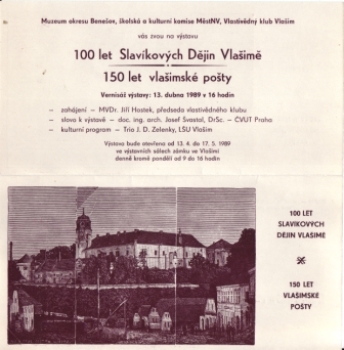 Museum okresu Benešov, školská a kulturní komise MěstNV, Vlastivědný klub Vlašim
vás zvou na výstavu
100 let Slavíkových Dějin Vlašimě
150 let vlašimské pošty
Vernisáž výstavy: 13. dubna 1989 v 16 hodin
— zahájení — MVDr. Jiří Hostek, předseda vlastivědného klubu
— slovo k výstavě — doc. ing. arch. Josef Svastal, DrSc. — ČVUT Praha
— kulturní program — Trio J. D. Zelenky, LŠU Vlašim
Výstava bude otevřena od 13. 4. do 17. 5. 1989
ve výstavních sálech zámku ve Vlašimi
denně kromě pondělí od 9 do 16 hodin
100 LET
SLAVÍKOVÝCH
DĚJIN VLAŠIMĚ
150 LET
VLAŠIMSKÉ
POŠTY